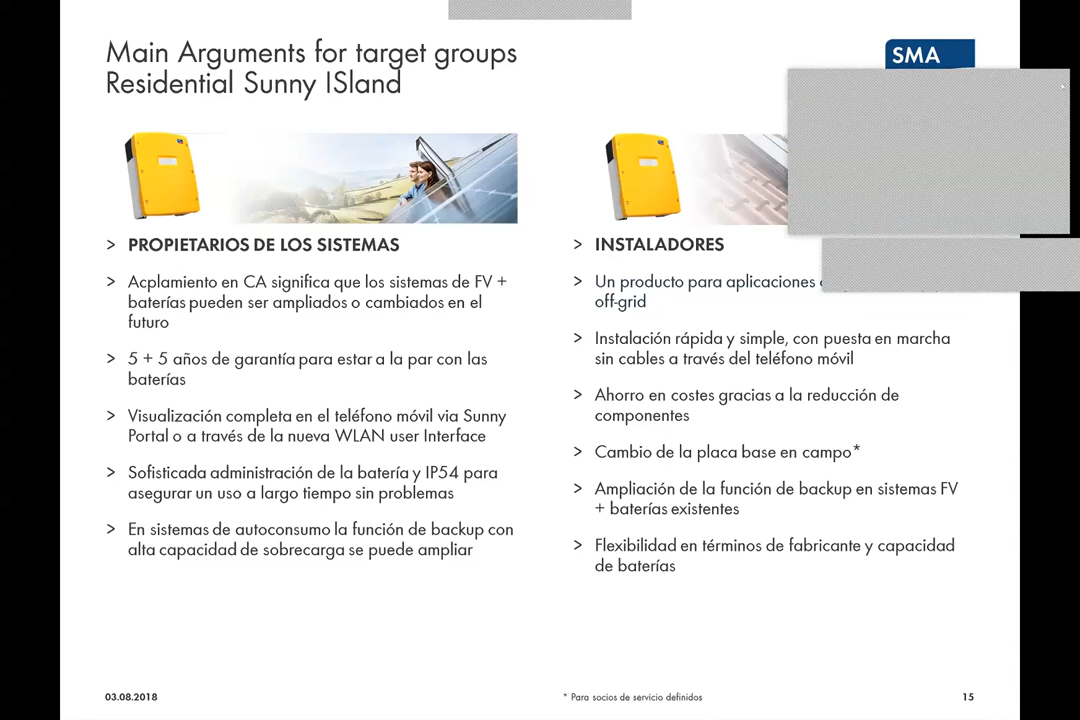 Main Arguments for target groups
Residential Sunny ISland
SMA
> PROPIETARIOS DE LOS SISTEMAS
> Acplamiento en CA significa que los sistemas de FV +
baterías pueden ser ampliados o cambiados en el
futuro
> 5 + 5 años de garantía para estar a la par con las
baterías
> Visualización completa en el teléfono móvil via Sunny
Portal o a través de la nueva WLAN user Interface
> Sofisticada administración de la batería y IP54 para
asegurar un uso a largo tiempo sin problemas
> En sistemas de autoconsumo la función de backup con
alta capacidad de sobrecarga se puede ampliar
> INSTALADORES
> Un producto para aplicaciones
off-grid
> Instalación rápida y simple, con puesta en marcha
sin cables a través del teléfono móvil
> Ahorro en costes gracias a la reducción de
componentes
> Cambio de la placa base en campo*
> Ampliación de la función de backup en sistemas FV
+ baterías existentes
> Flexibilidad en términos de fabricante y capacidad
de baterías
03.08.2018
* Para socios de servicio definidos
15